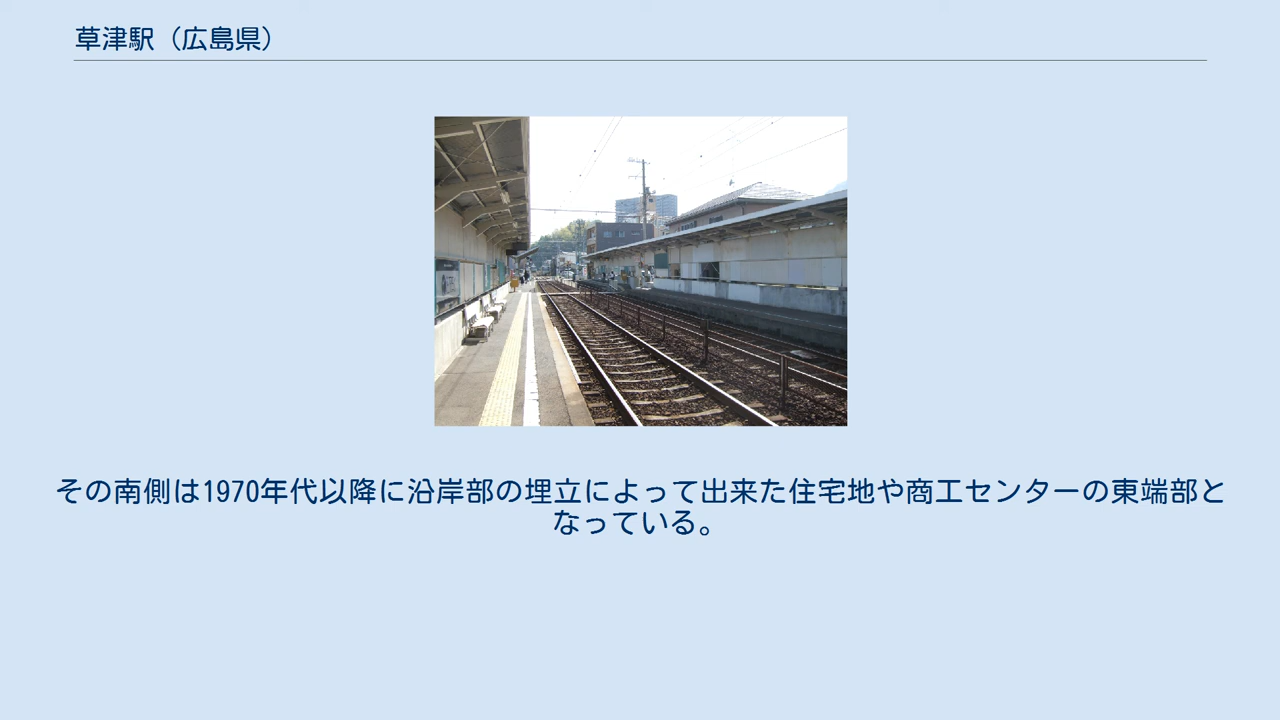 草津駅（広島県）
その南側は1970年代以降に沿岸部の埋立によって出来た住宅地や商工センターの東端部と
なっている。